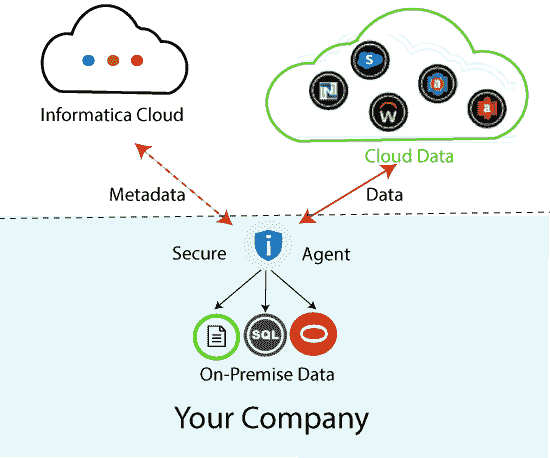 Informatica Cloud
S
N
a
W
a
Cloud Data
Metadata
Data
Secure
i
Agent
SQL
On-Premise Data
Your Company